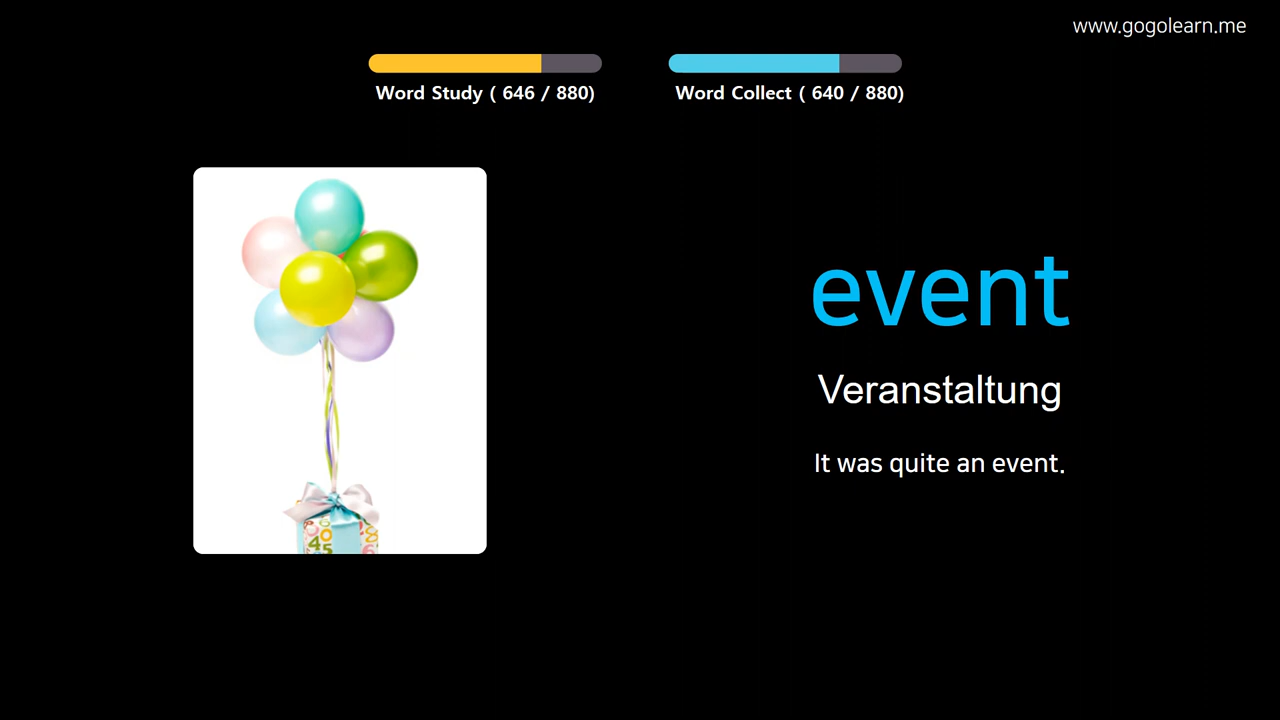 www.gogolearn.me
Word Study ( 646 / 880)
Word Collect ( 640 / 880)
event
Veranstaltung
It was quite an event.